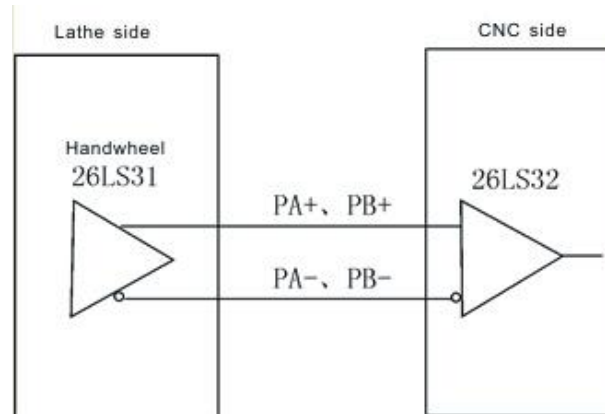 Lathe side
CNC side
Handwheel
26LS31
26LS32
PA+、PB+
PA-、PB-